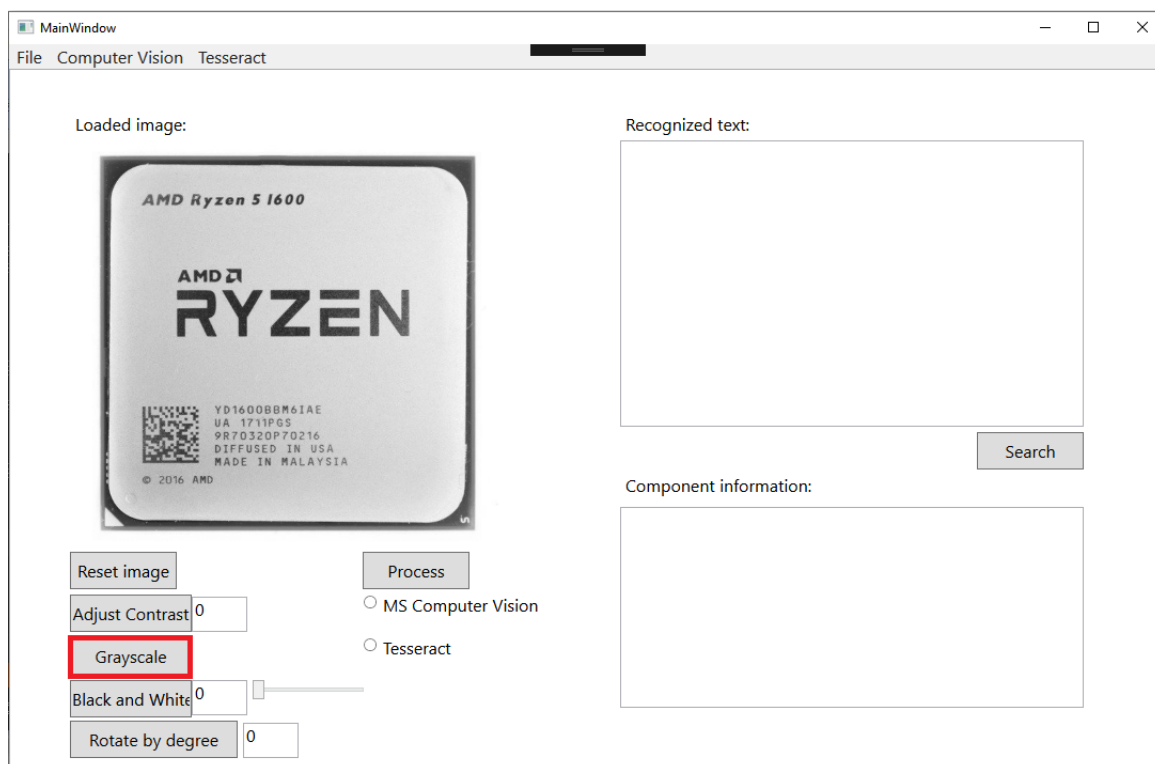 MainWindow
File Computer Vision Tesseract
Loaded image:
AMD Ryzen 5 1600
AMD
RYZEN
YD1600BBM6IAE
UA 1711PGS
9R70320P70216
DIFFUSED IN USA
MADE IN MALAYSIA
© 2016 AMD
Reset image
Process
Adjust Contrast 0
MS Computer Vision
Grayscale
Tesseract
Black and White 0
Rotate by degree 0
Recognized text:
Search
Component information: